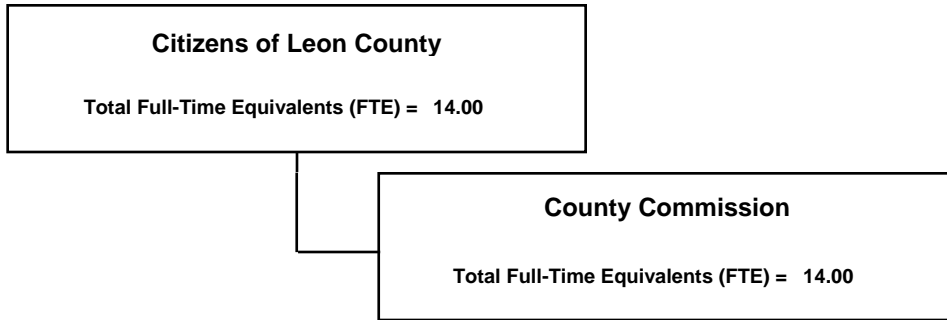 Citizens of Leon County
Total Full-Time Equivalents (FTE) = 14.00
County Commission
Total Full-Time Equivalents (FTE) = 14.00